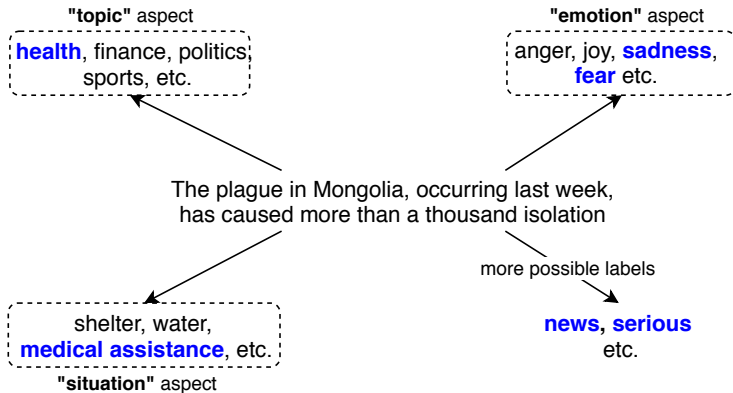 "topic" aspect
health, finance, politics,
sports, etc.
"emotion" aspect
anger, joy, sadness,
fear etc.
The plague in Mongolia, occurring last week,
has caused more than a thousand isolation
more possible labels
shelter, water,
medical assistance, etc.
"situation" aspect
news, serious
etc.